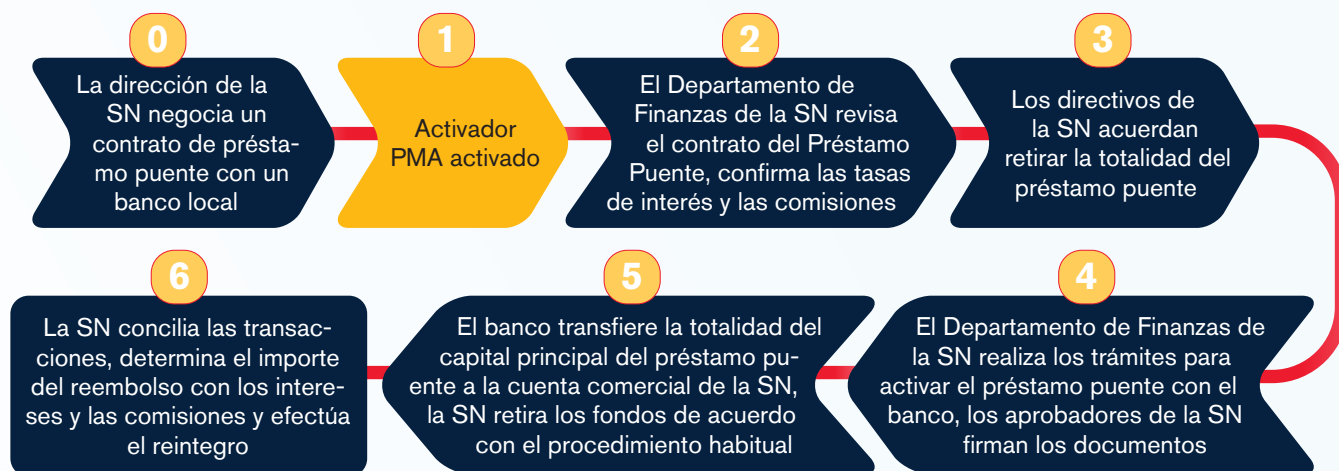 0
La dirección de la
SN negocia un
contrato de présta-
mo puente con un
banco local
1
Activador
PMA activado
2
El Departamento de
Finanzas de la SN revisa
el contrato del Préstamo
Puente, confirma las tasas
de interés y las comisiones
3
Los directivos de
la SN acuerdan
retirar la totalidad del
préstamo puente
4
El Departamento de Finanzas de
la SN realiza los trámites para
activar el préstamo puente con el
banco, los aprobadores de la SN
firman los documentos
5
El banco transfiere la totalidad del
capital principal del préstamo pu-
ente a la cuenta comercial de la SN,
la SN retira los fondos de acuerdo
con el procedimiento habitual
6
La SN concilia las transac-
ciones, determina el importe
del reembolso con los intere-
ses y las comisiones y efectúa
el reintegro